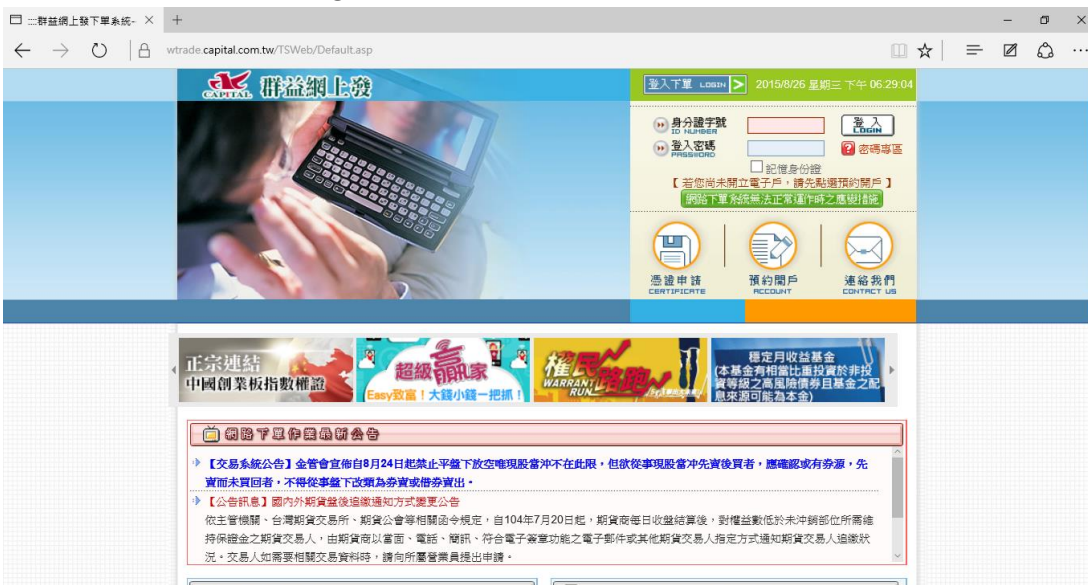 ::::群益網上發下單系統-
wtrade.capital.com.tw/TSWeb/Default.asp
CAPITAL 群益網上發
登入下單 LOGIN 2015/8/26 星期三 下午 06:29:04
身分證字號
ID NUMBER
登入
LOGIN
登入密碼
PASSWORD
密碼專區
記憶身份證
【 若您尚未開立電子戶，請先點選預約開戶 】
網路下單系統無法正常運作時之應變措施
憑證申請
CERTIFICATE
預約開戶
ACCOUNT
連絡我們
CONTACT US
正宗連結
中國創業板指數權證
超級贏家
Easy致富！大錢小錢一把抓！
權民路跑
WARRANT RUN
穩定月收益基金
(本基金有相當比重投資於非投
資等級之高風險債券且基金之配
息來源可能為本金)
網路下單作業最新公告
【交易系統公告】金管會宣佈自8月24日起禁止平盤下放空唯現股當沖不在此限，但欲從事現股當沖先賣後買者，應確認或有券源，先
賣而未買回者，不得從事盤下改類為券賣或借券賣出。
【公告訊息】國內外期貨盤後追繳通知方式變更公告
依主管機關、台灣期貨交易所、期貨公會等相關函令規定，自104年7月20日起，期貨商每日收盤結算後，對權益數低於未沖銷部位所需維
持保證金之期貨交易人，由期貨商以當面、電話、簡訊、符合電子簽章功能之電子郵件或其他期貨交易人指定方式通知期貨交易人追繳狀
況。交易人如需要相關交易資料時，請向所屬營業員提出申請。